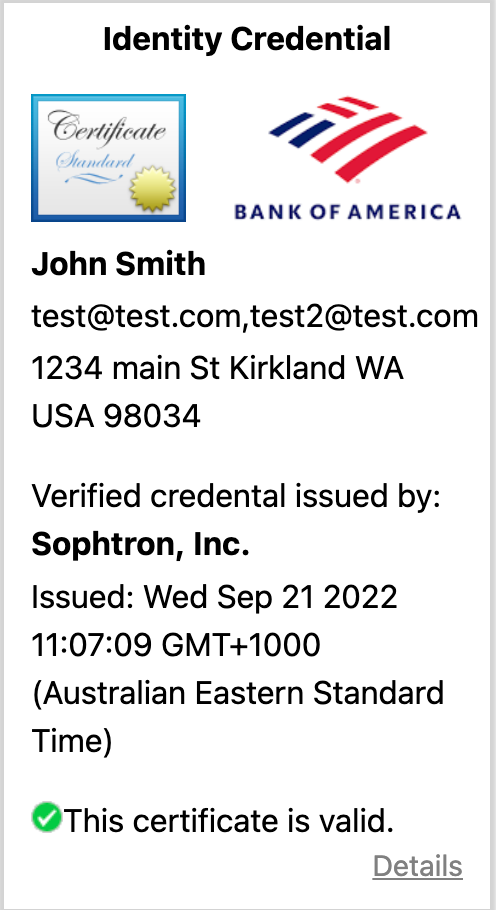 Identity Credential
Certificate
Standard
BANK OF AMERICA
John Smith
test@test.com,test2@test.com
1234 main St Kirkland WA
USA 98034
Verified credental issued by:
Sophtron, Inc.
Issued: Wed Sep 21 2022
11:07:09 GMT+1000
(Australian Eastern Standard
Time)
This certificate is valid.
Details